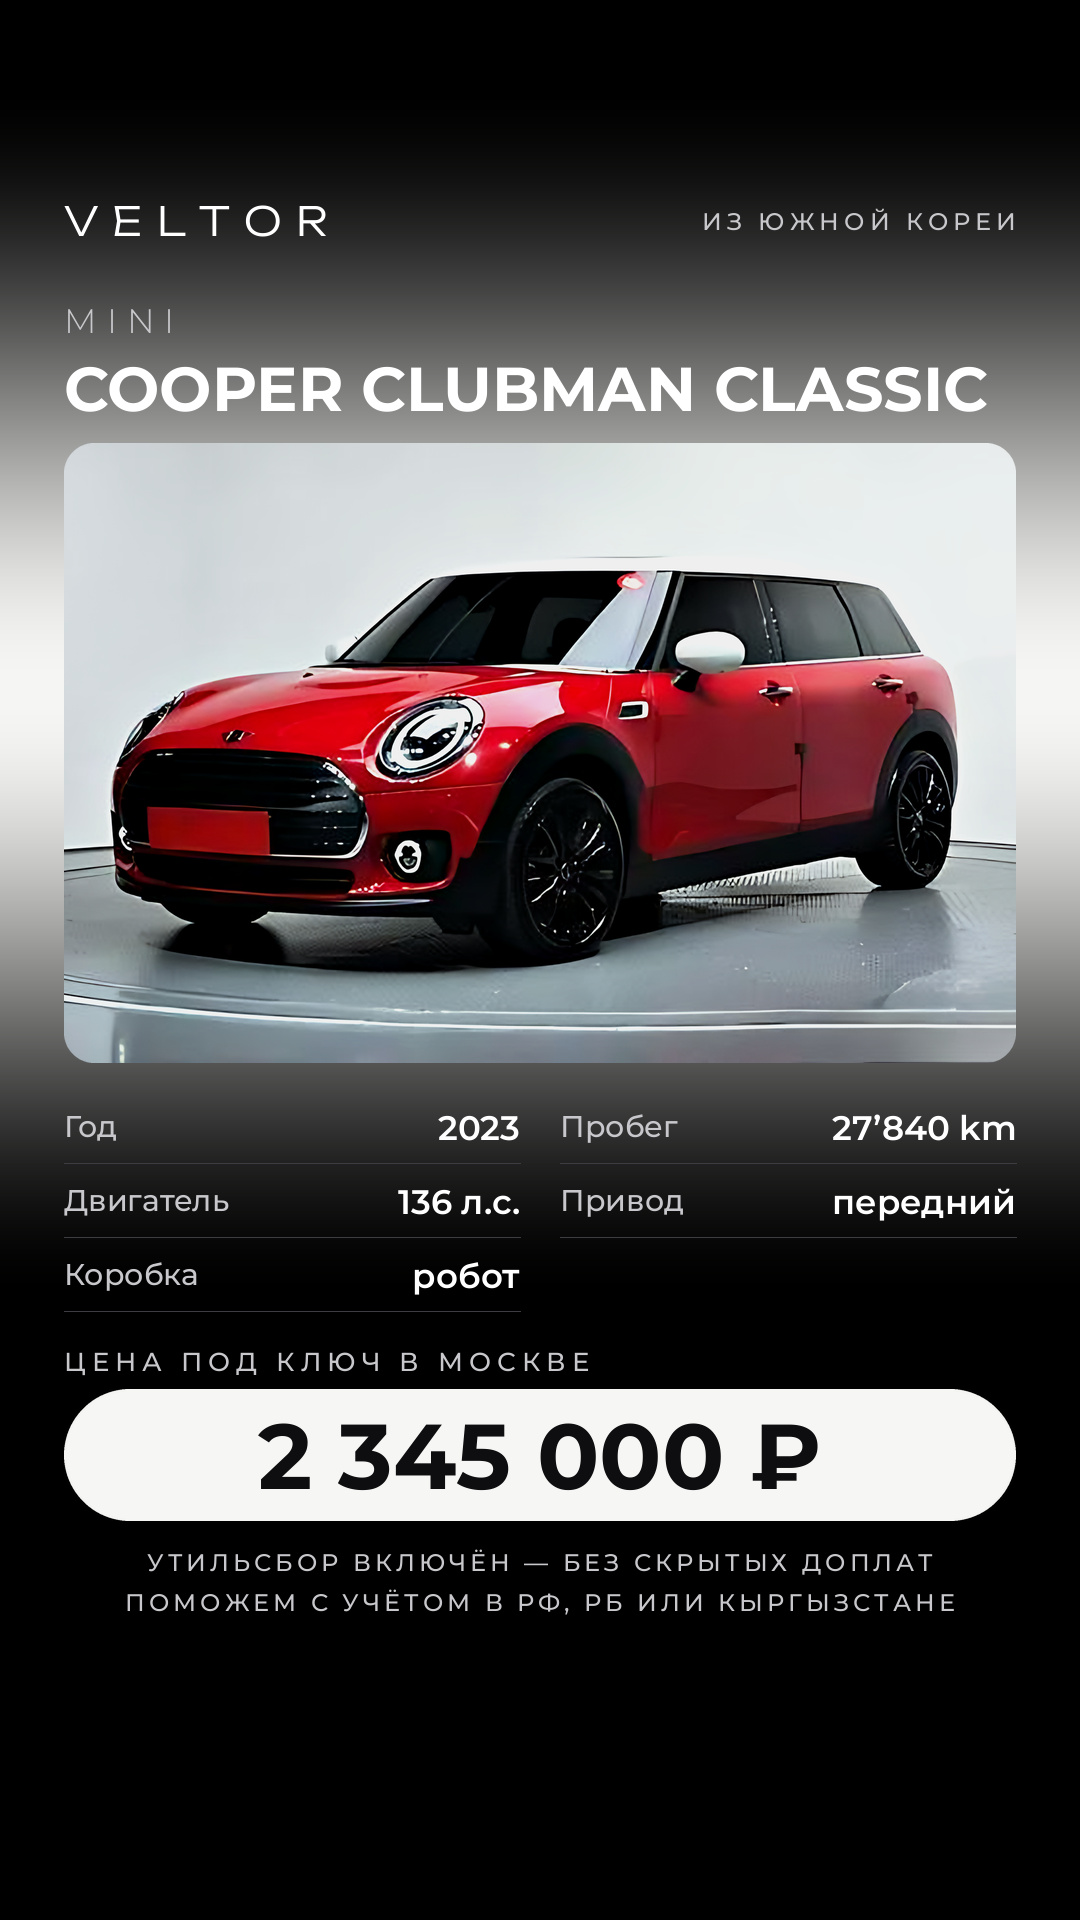 VELTOR
ИЗ ЮЖНОЙ КОРЕИ
MINI
COOPER CLUBMAN CLASSIC
Год 2023 Пробег 27’840 km
Двигатель 136 л.с. Привод передний
Коробка робот
ЦЕНА ПОД КЛЮЧ В МОСКВЕ
2 345 000 ₽
УТИЛЬСБОР ВКЛЮЧЁН — БЕЗ СКРЫТЫХ ДОПЛАТ
ПОМОЖЕМ С УЧЁТОМ В РФ, РБ ИЛИ КЫРГЫЗСТАНЕ